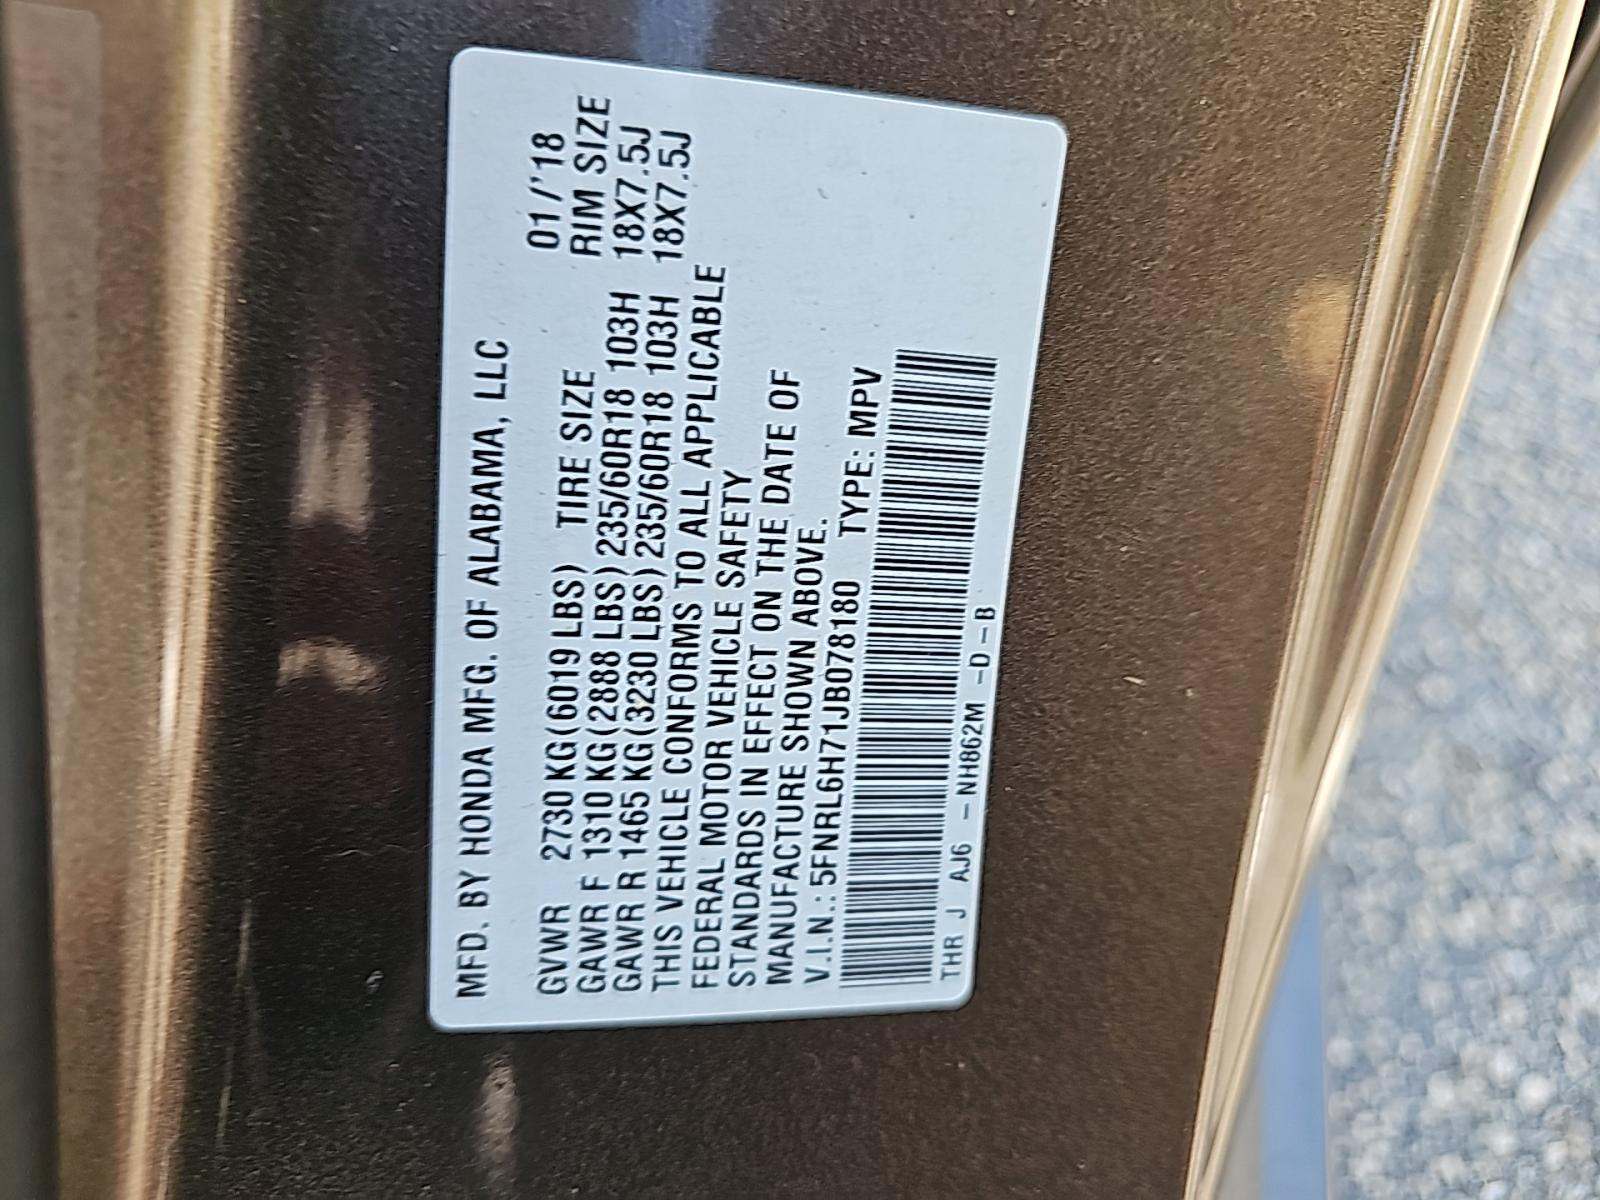 MFD. BY HONDA MFG. OF ALABAMA, LLC
01/'18
GVWR 2730 KG(6019 LBS) TIRE SIZE RIM SIZE
GAWR F 1310 KG(2888 LBS)235/60R18 103H 18X7.5J
GAWR R 1465 KG(3230 LBS)235/60R18 103H 18X7.5J
THIS VEHICLE CONFORMS TO ALL APPLICABLE
FEDERAL MOTOR VEHICLE SAFETY
STANDARDS IN EFFECT ON THE DATE OF
MANUFACTURE SHOWN ABOVE.
V.I.N.: 5FNRL6H71JB078180 TYPE: MPV
THR J AJ6 - NH862M -D-B